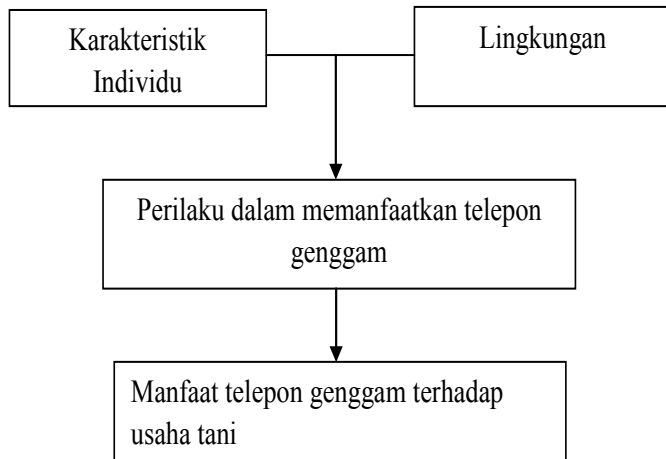 Karakteristik
Individu
Lingkungan
Perilaku dalam memanfaatkan telepon
genggam
Manfaat telepon genggam terhadap
usaha tani